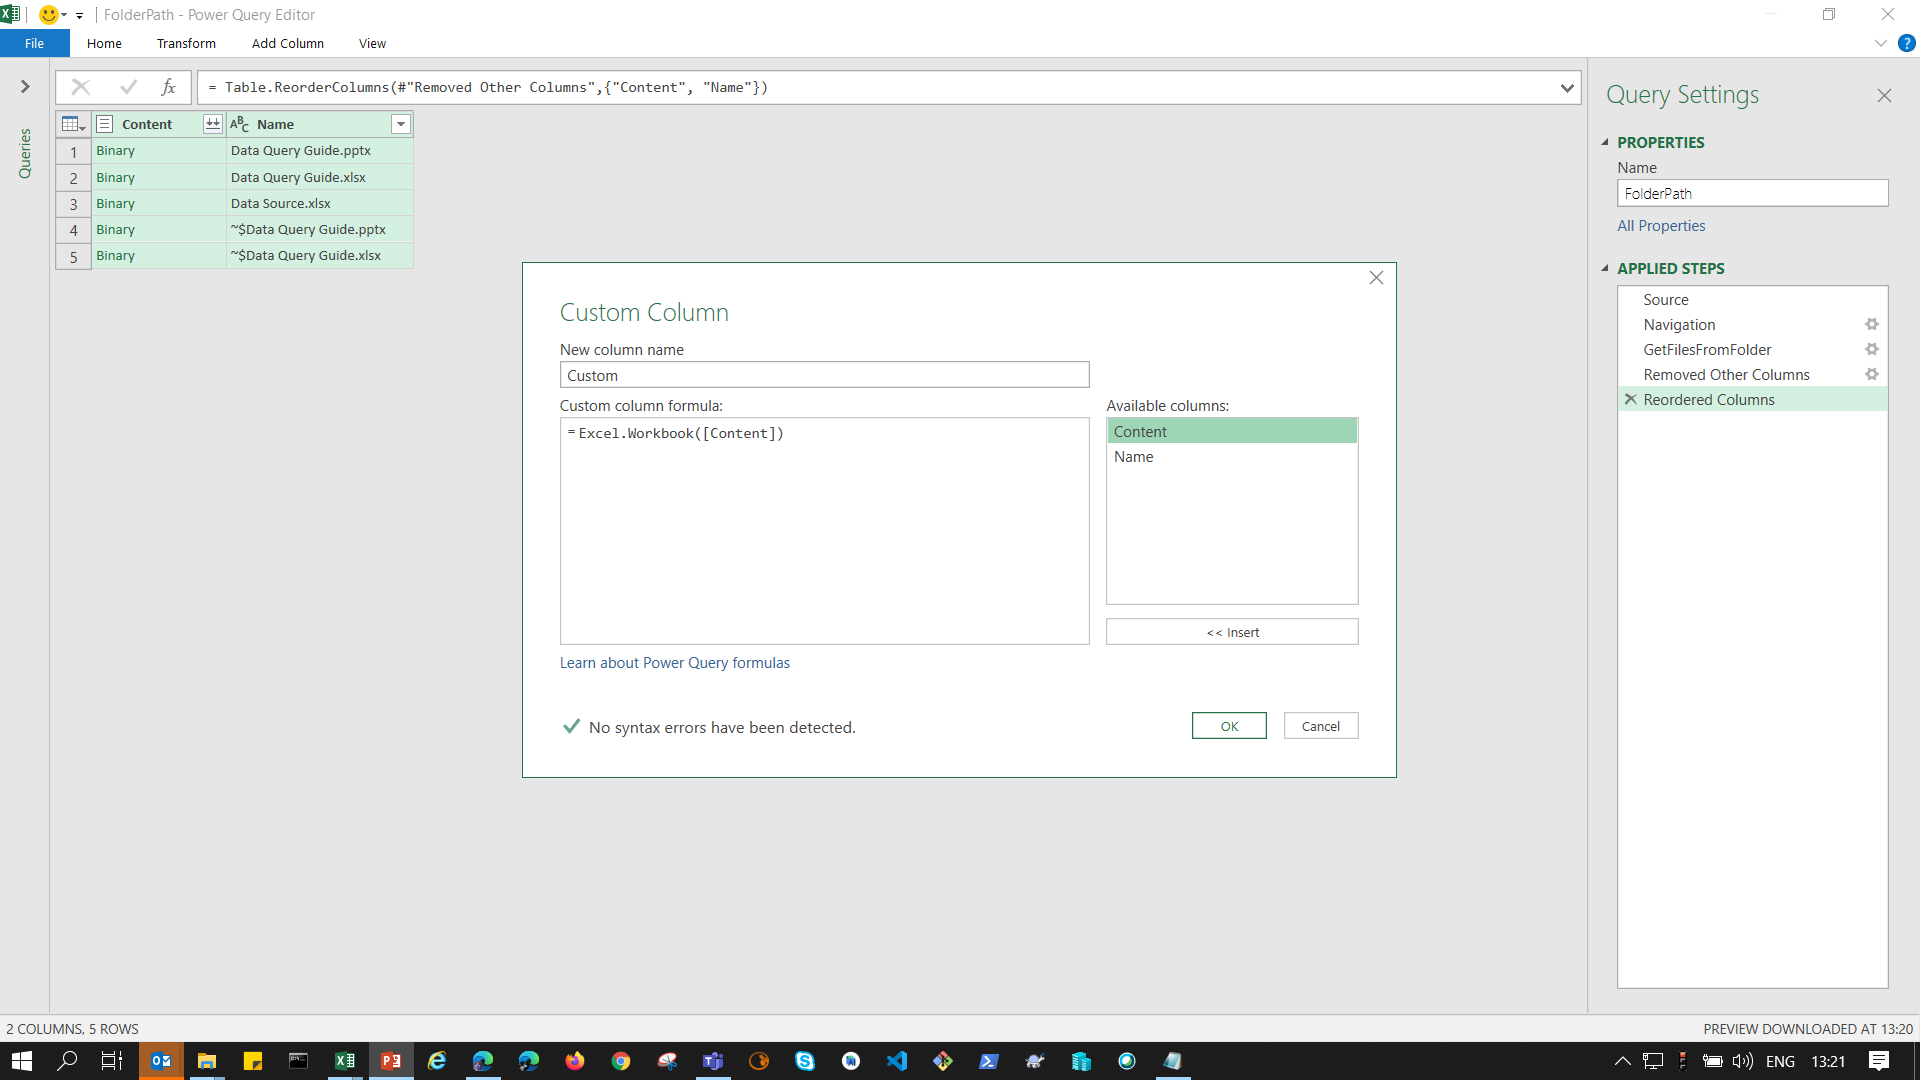 FolderPath - Power Query Editor
File Home Transform Add Column View
= Table.ReorderColumns(#"Removed Other Columns",{"Content", "Name"})
Queries
Content Name
1 Binary Data Query Guide.pptx
2 Binary Data Query Guide.xlsx
3 Binary Data Source.xlsx
4 Binary ~$Data Query Guide.pptx
5 Binary ~$Data Query Guide.xlsx
Custom Column
New column name
Custom
Custom column formula:
= Excel.Workbook([Content])
Available columns:
Content
Name
<< Insert
Learn about Power Query formulas
No syntax errors have been detected.
OK
Cancel
Query Settings
PROPERTIES
Name
FolderPath
All Properties
APPLIED STEPS
Source
Navigation
GetFilesFromFolder
Removed Other Columns
Reordered Columns
2 COLUMNS, 5 ROWS
PREVIEW DOWNLOADED AT 13:20
ENG 13:21